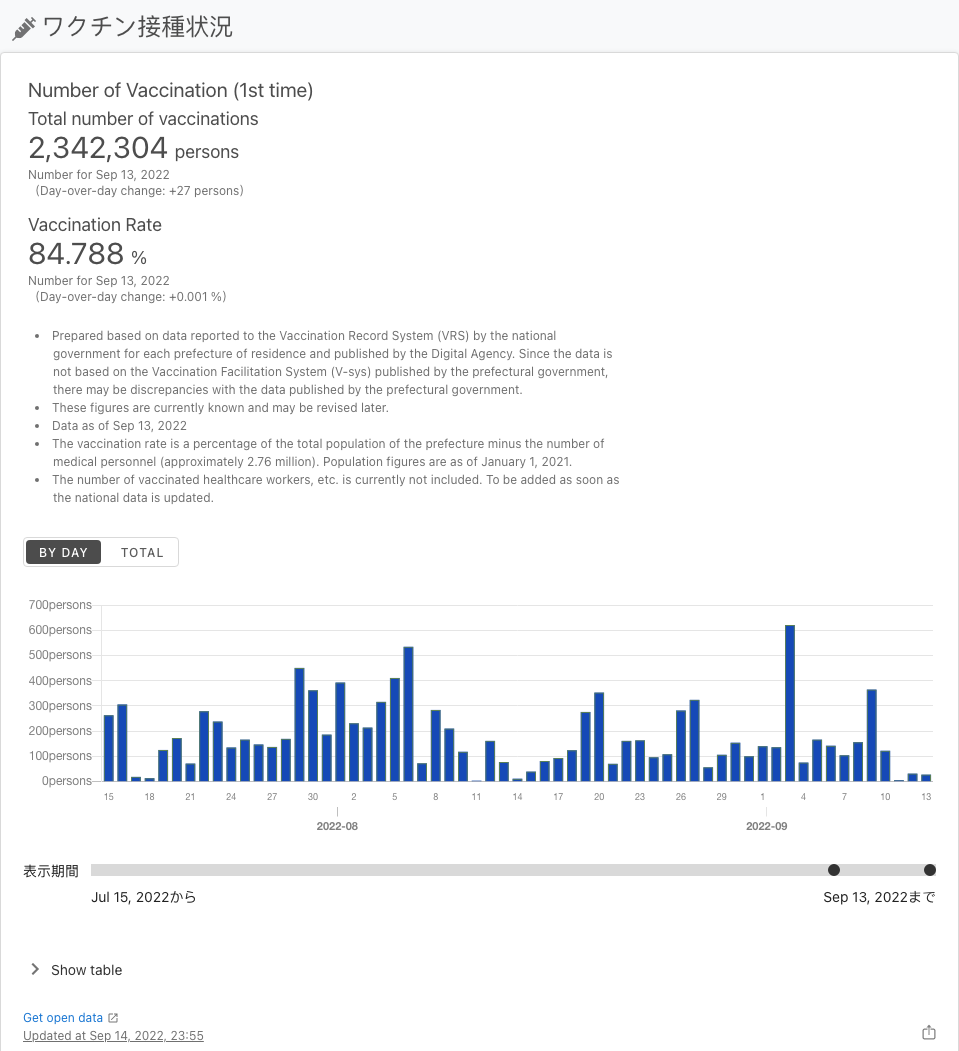 ワクチン接種状況
Number of Vaccination (1st time)
Total number of vaccinations
2,342,304 persons
Number for Sep 13, 2022
(Day-over-day change: +27 persons)
Vaccination Rate
84.788 %
Number for Sep 13, 2022
(Day-over-day change: +0.001 %)
• Prepared based on data reported to the Vaccination Record System (VRS) by the national
government for each prefecture of residence and published by the Digital Agency. Since the data is
not based on the Vaccination Facilitation System (V-sys) published by the prefectural government,
there may be discrepancies with the data published by the prefectural government.
• These figures are currently known and may be revised later.
• Data as of Sep 13, 2022
• The vaccination rate is a percentage of the total population of the prefecture minus the number of
medical personnel (approximately 2.76 million). Population figures are as of January 1, 2021.
• The number of vaccinated healthcare workers, etc. is currently not included. To be added as soon as
the national data is updated.
BY DAY TOTAL
700persons
600persons
500persons
400persons
300persons
200persons
100persons
0persons
15 18 21 24 27 30 2 5 8 11 14 17 20 23 26 29 1 4 7 10 13
2022-08 2022-09
表示期間
Jul 15, 2022から Sep 13, 2022まで
Show table
Get open data
Updated at Sep 14, 2022, 23:55